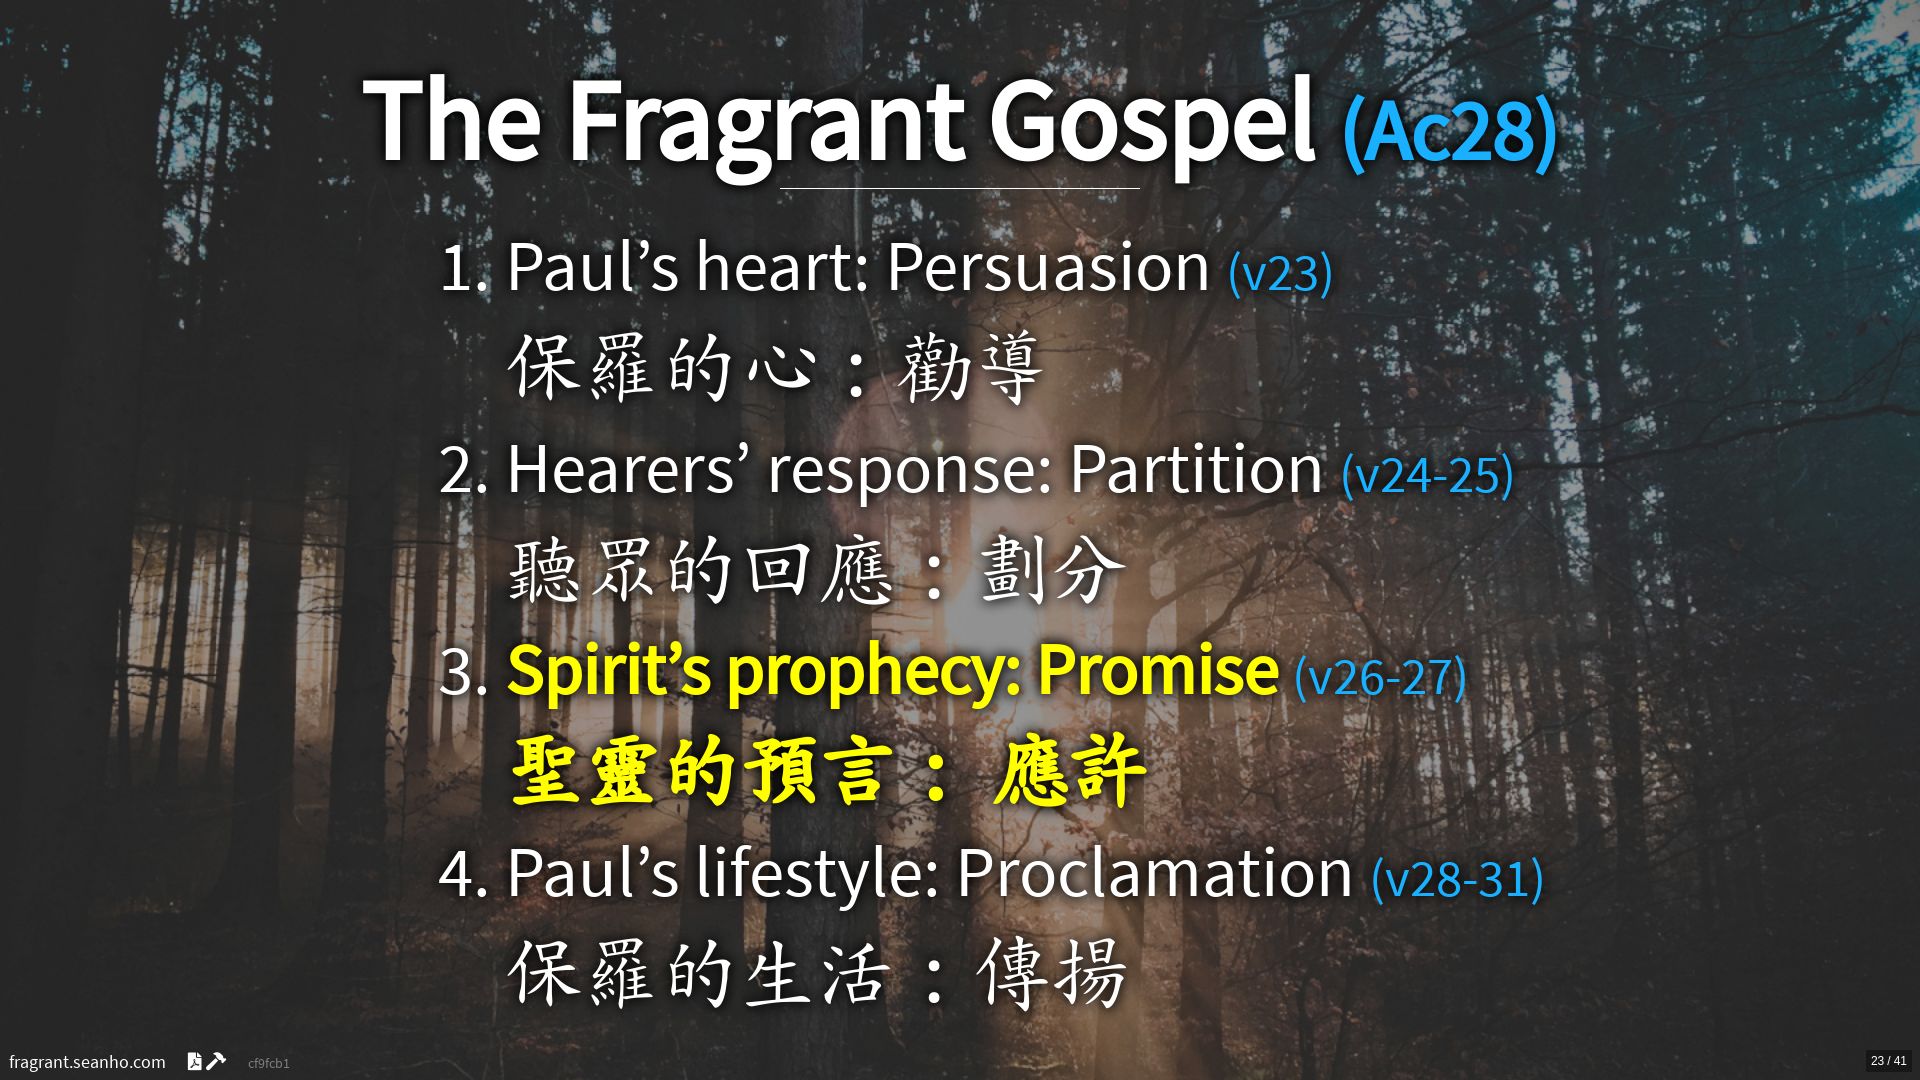 The Fragrant Gospel (Ac28)
1. Paul’s heart: Persuasion (v23)
保羅的心：勸導
2. Hearers’ response: Partition (v24-25)
聽眾的回應：劃分
3. Spirit’s prophecy: Promise (v26-27)
聖靈的預言： 應許
4. Paul’s lifestyle: Proclamation (v28-31)
保羅的生活：傳揚
fragrant.seanho.com cf9fcb1
23 / 41